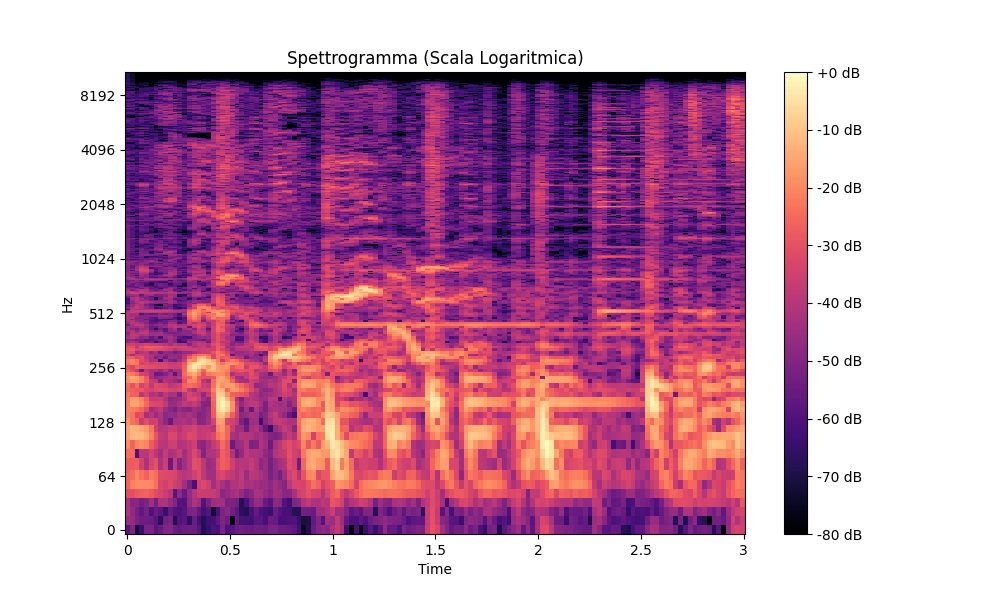 Spettrogramma (Scala Logaritmica)
Hz
8192
4096
2048
1024
512
256
128
64
0
0 0.5 1 1.5 2 2.5 3
Time
+0 dB
-10 dB
-20 dB
-30 dB
-40 dB
-50 dB
-60 dB
-70 dB
-80 dB